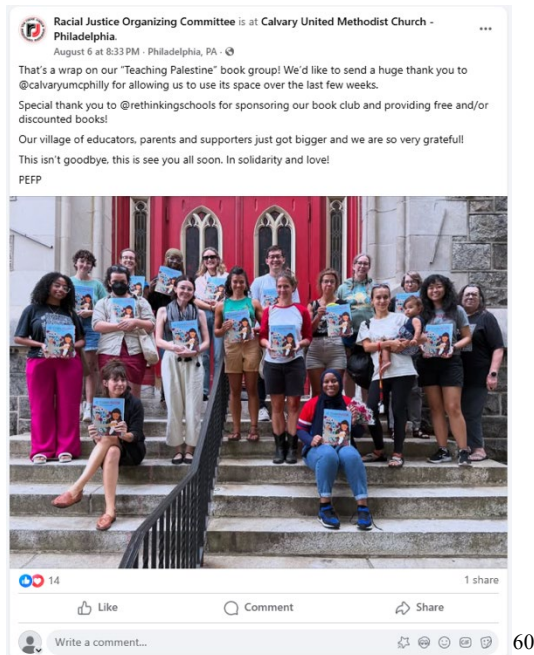 Racial Justice Organizing Committee is at Calvary United Methodist Church -
Philadelphia.
August 6 at 8:33 PM · Philadelphia, PA ·
That's a wrap on our "Teaching Palestine" book group! We'd like to send a huge thank you to
@calvaryumcphilly for allowing us to use its space over the last few weeks.
Special thank you to @rethinkingschools for sponsoring our book club and providing free and/or
discounted books!
Our village of educators, parents and supporters just got bigger and we are so very grateful!
This isn't goodbye, this is see you all soon. In solidarity and love!
PEFP
14
1 share
Like
Comment
Share
Write a comment...
60